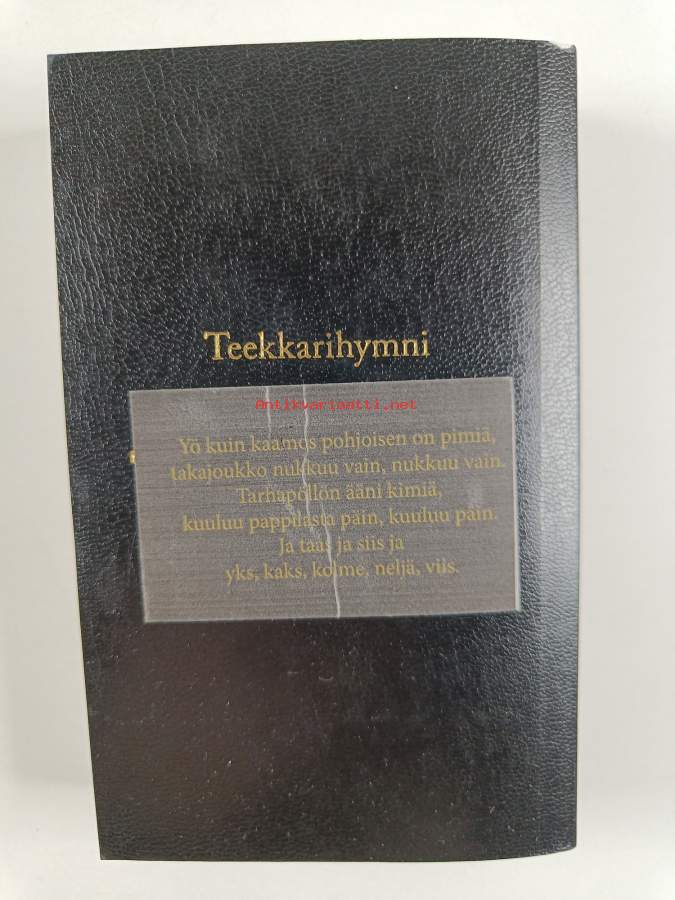 Teekkarihymni
Antikvariaatti.net
Yö kuin kaamos pohjoisen on pimiä,
takajoukko nukkuu vain, nukkuu vain.
Tarhapöllön ääni kimiä,
kuuluu pappilasta päin, kuuluu päin.
Ja taas ja siis ja
yks, kaks, kolme, neljä, viis.